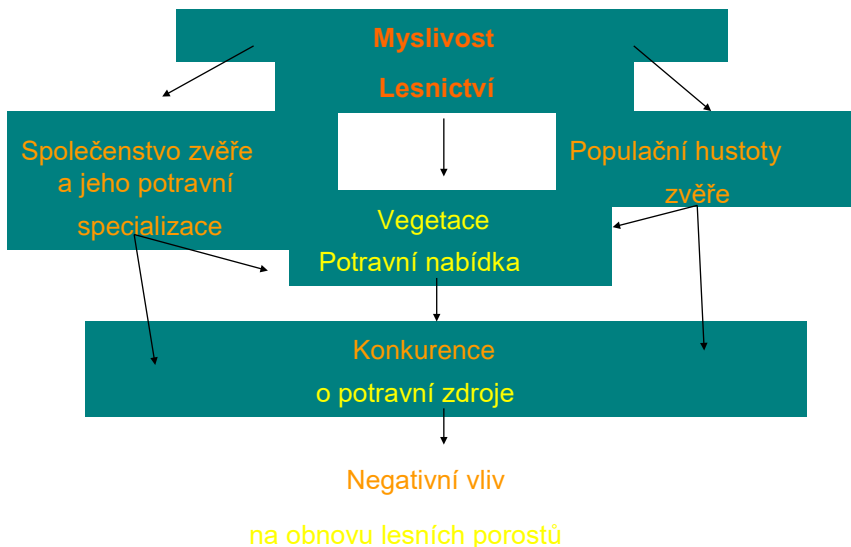 Myslivost
Lesnictví
Společenstvo zvěře
a jeho potravní
specializace
Populační hustoty
zvěře
Vegetace
Potravní nabídka
Konkurence
o potravní zdroje
Negativní vliv
na obnovu lesních porostů